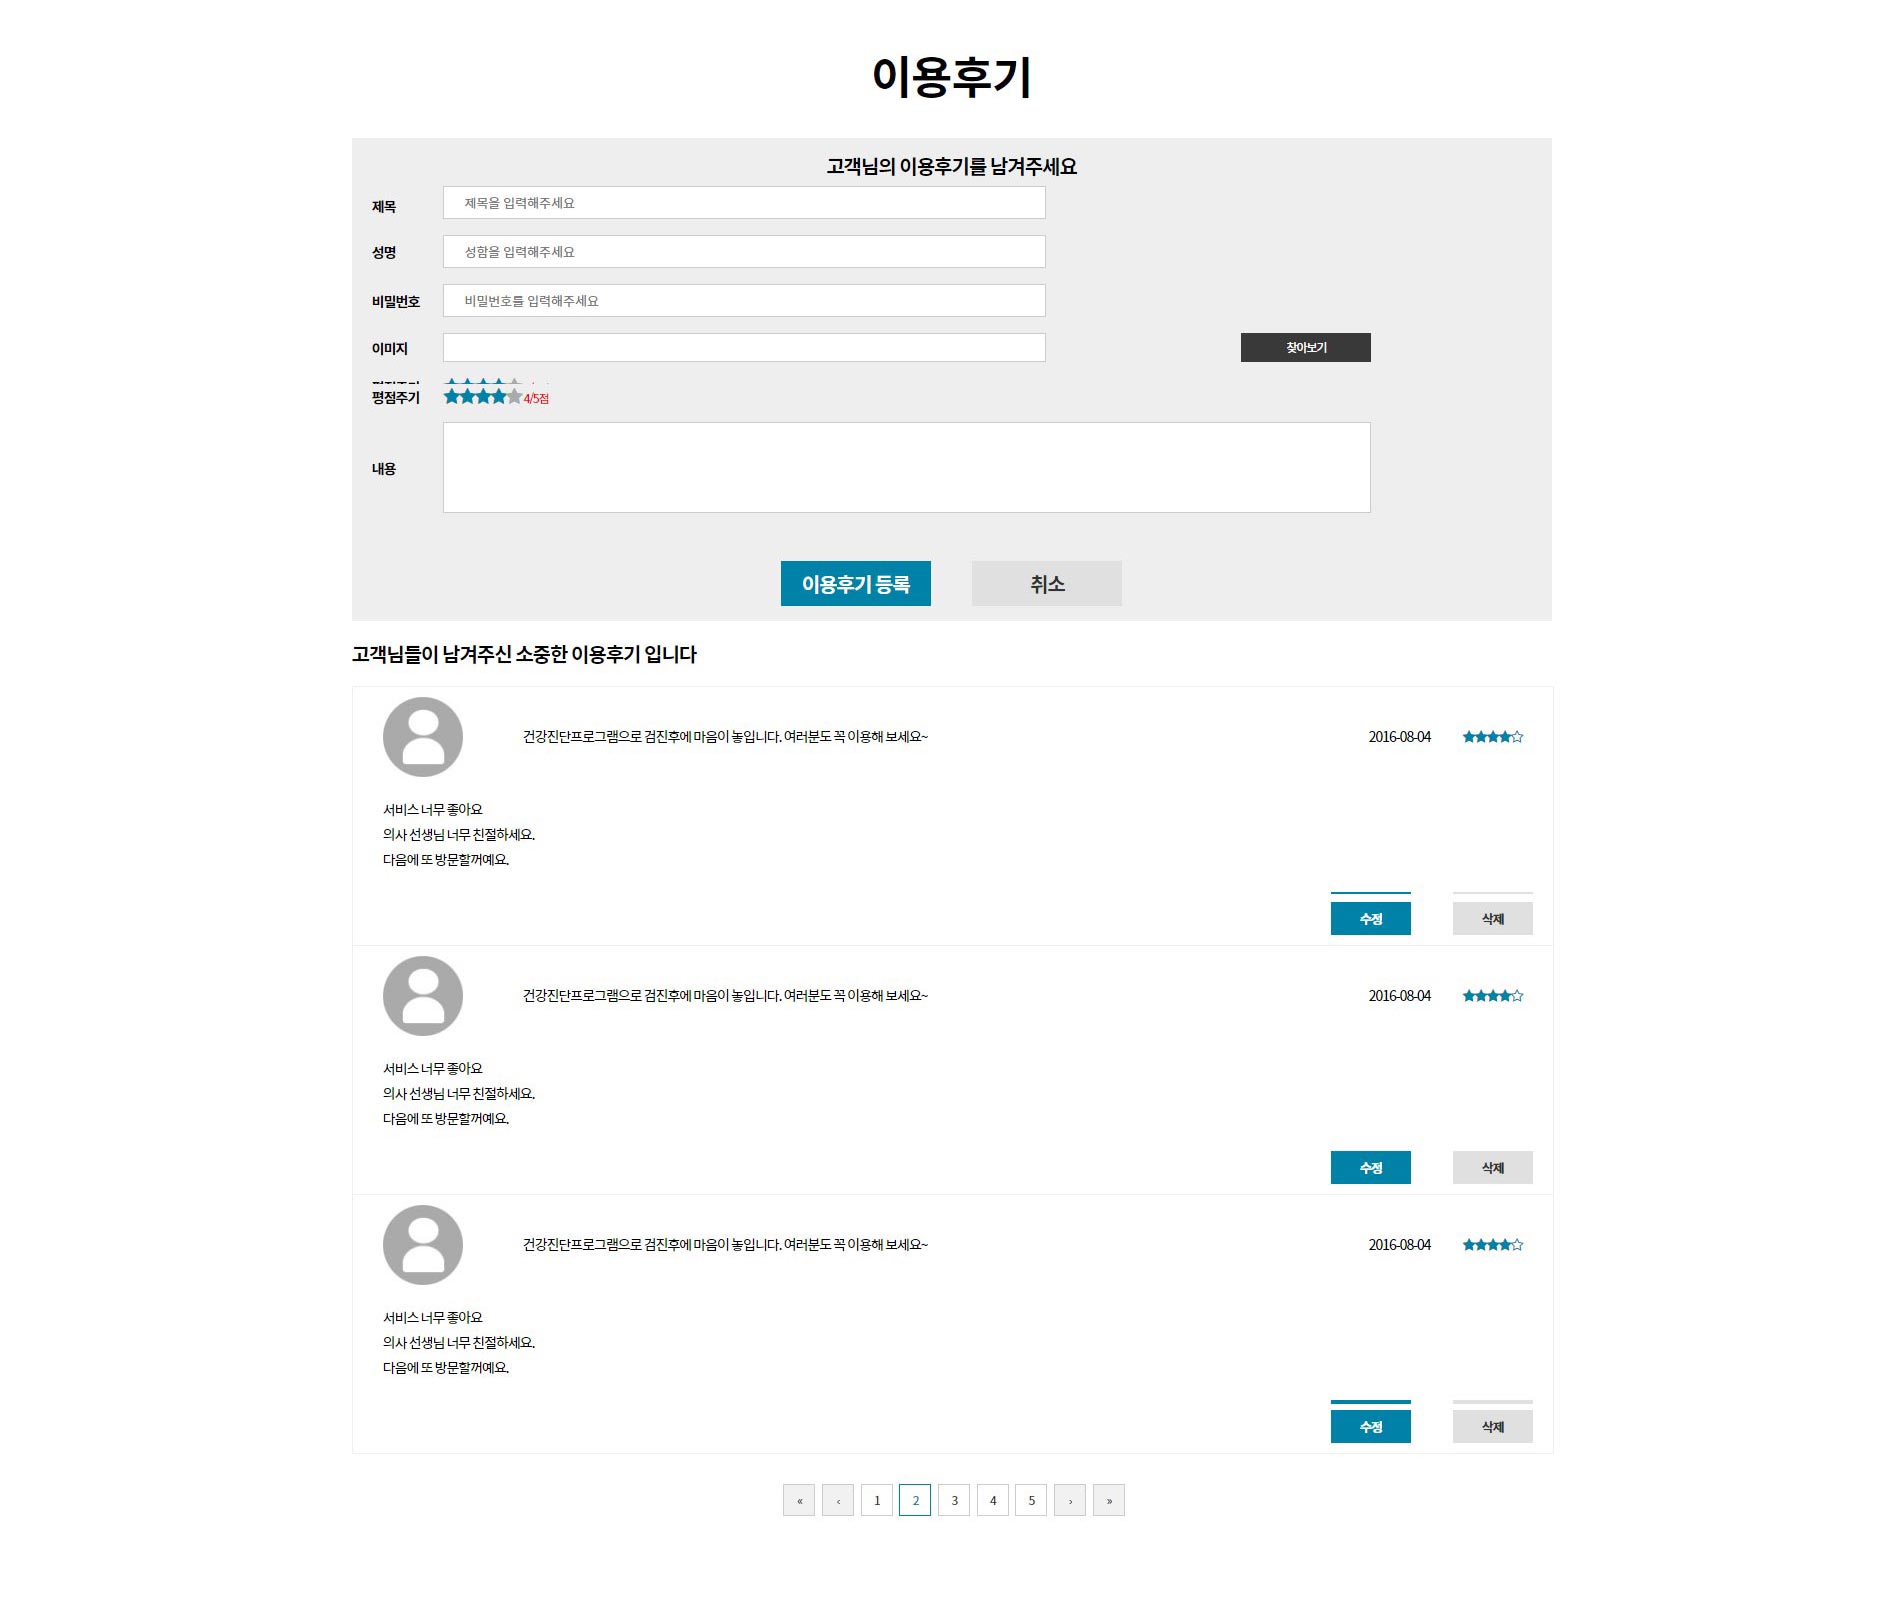 이용후기
고객님의 이용후기를 남겨주세요
제목 제목을 입력해주세요
성명 성함을 입력해주세요
비밀번호 비밀번호를 입력해주세요
이미지 찾아보기
평점주기 4/5점
내용
이용후기 등록 취소
고객님들이 남겨주신 소중한 이용후기 입니다
건강진단프로그램으로 검진후에 마음이 놓입니다. 여러분도 꼭 이용해 보세요~ 2016-08-04 ★★★★☆
서비스 너무 좋아요
의사 선생님 너무 친절하세요.
다음에 또 방문할꺼예요.
수정 삭제
건강진단프로그램으로 검진후에 마음이 놓입니다. 여러분도 꼭 이용해 보세요~ 2016-08-04 ★★★★☆
서비스 너무 좋아요
의사 선생님 너무 친절하세요.
다음에 또 방문할꺼예요.
수정 삭제
건강진단프로그램으로 검진후에 마음이 놓입니다. 여러분도 꼭 이용해 보세요~ 2016-08-04 ★★★★☆
서비스 너무 좋아요
의사 선생님 너무 친절하세요.
다음에 또 방문할꺼예요.
수정 삭제
« ‹ 1 2 3 4 5 › »